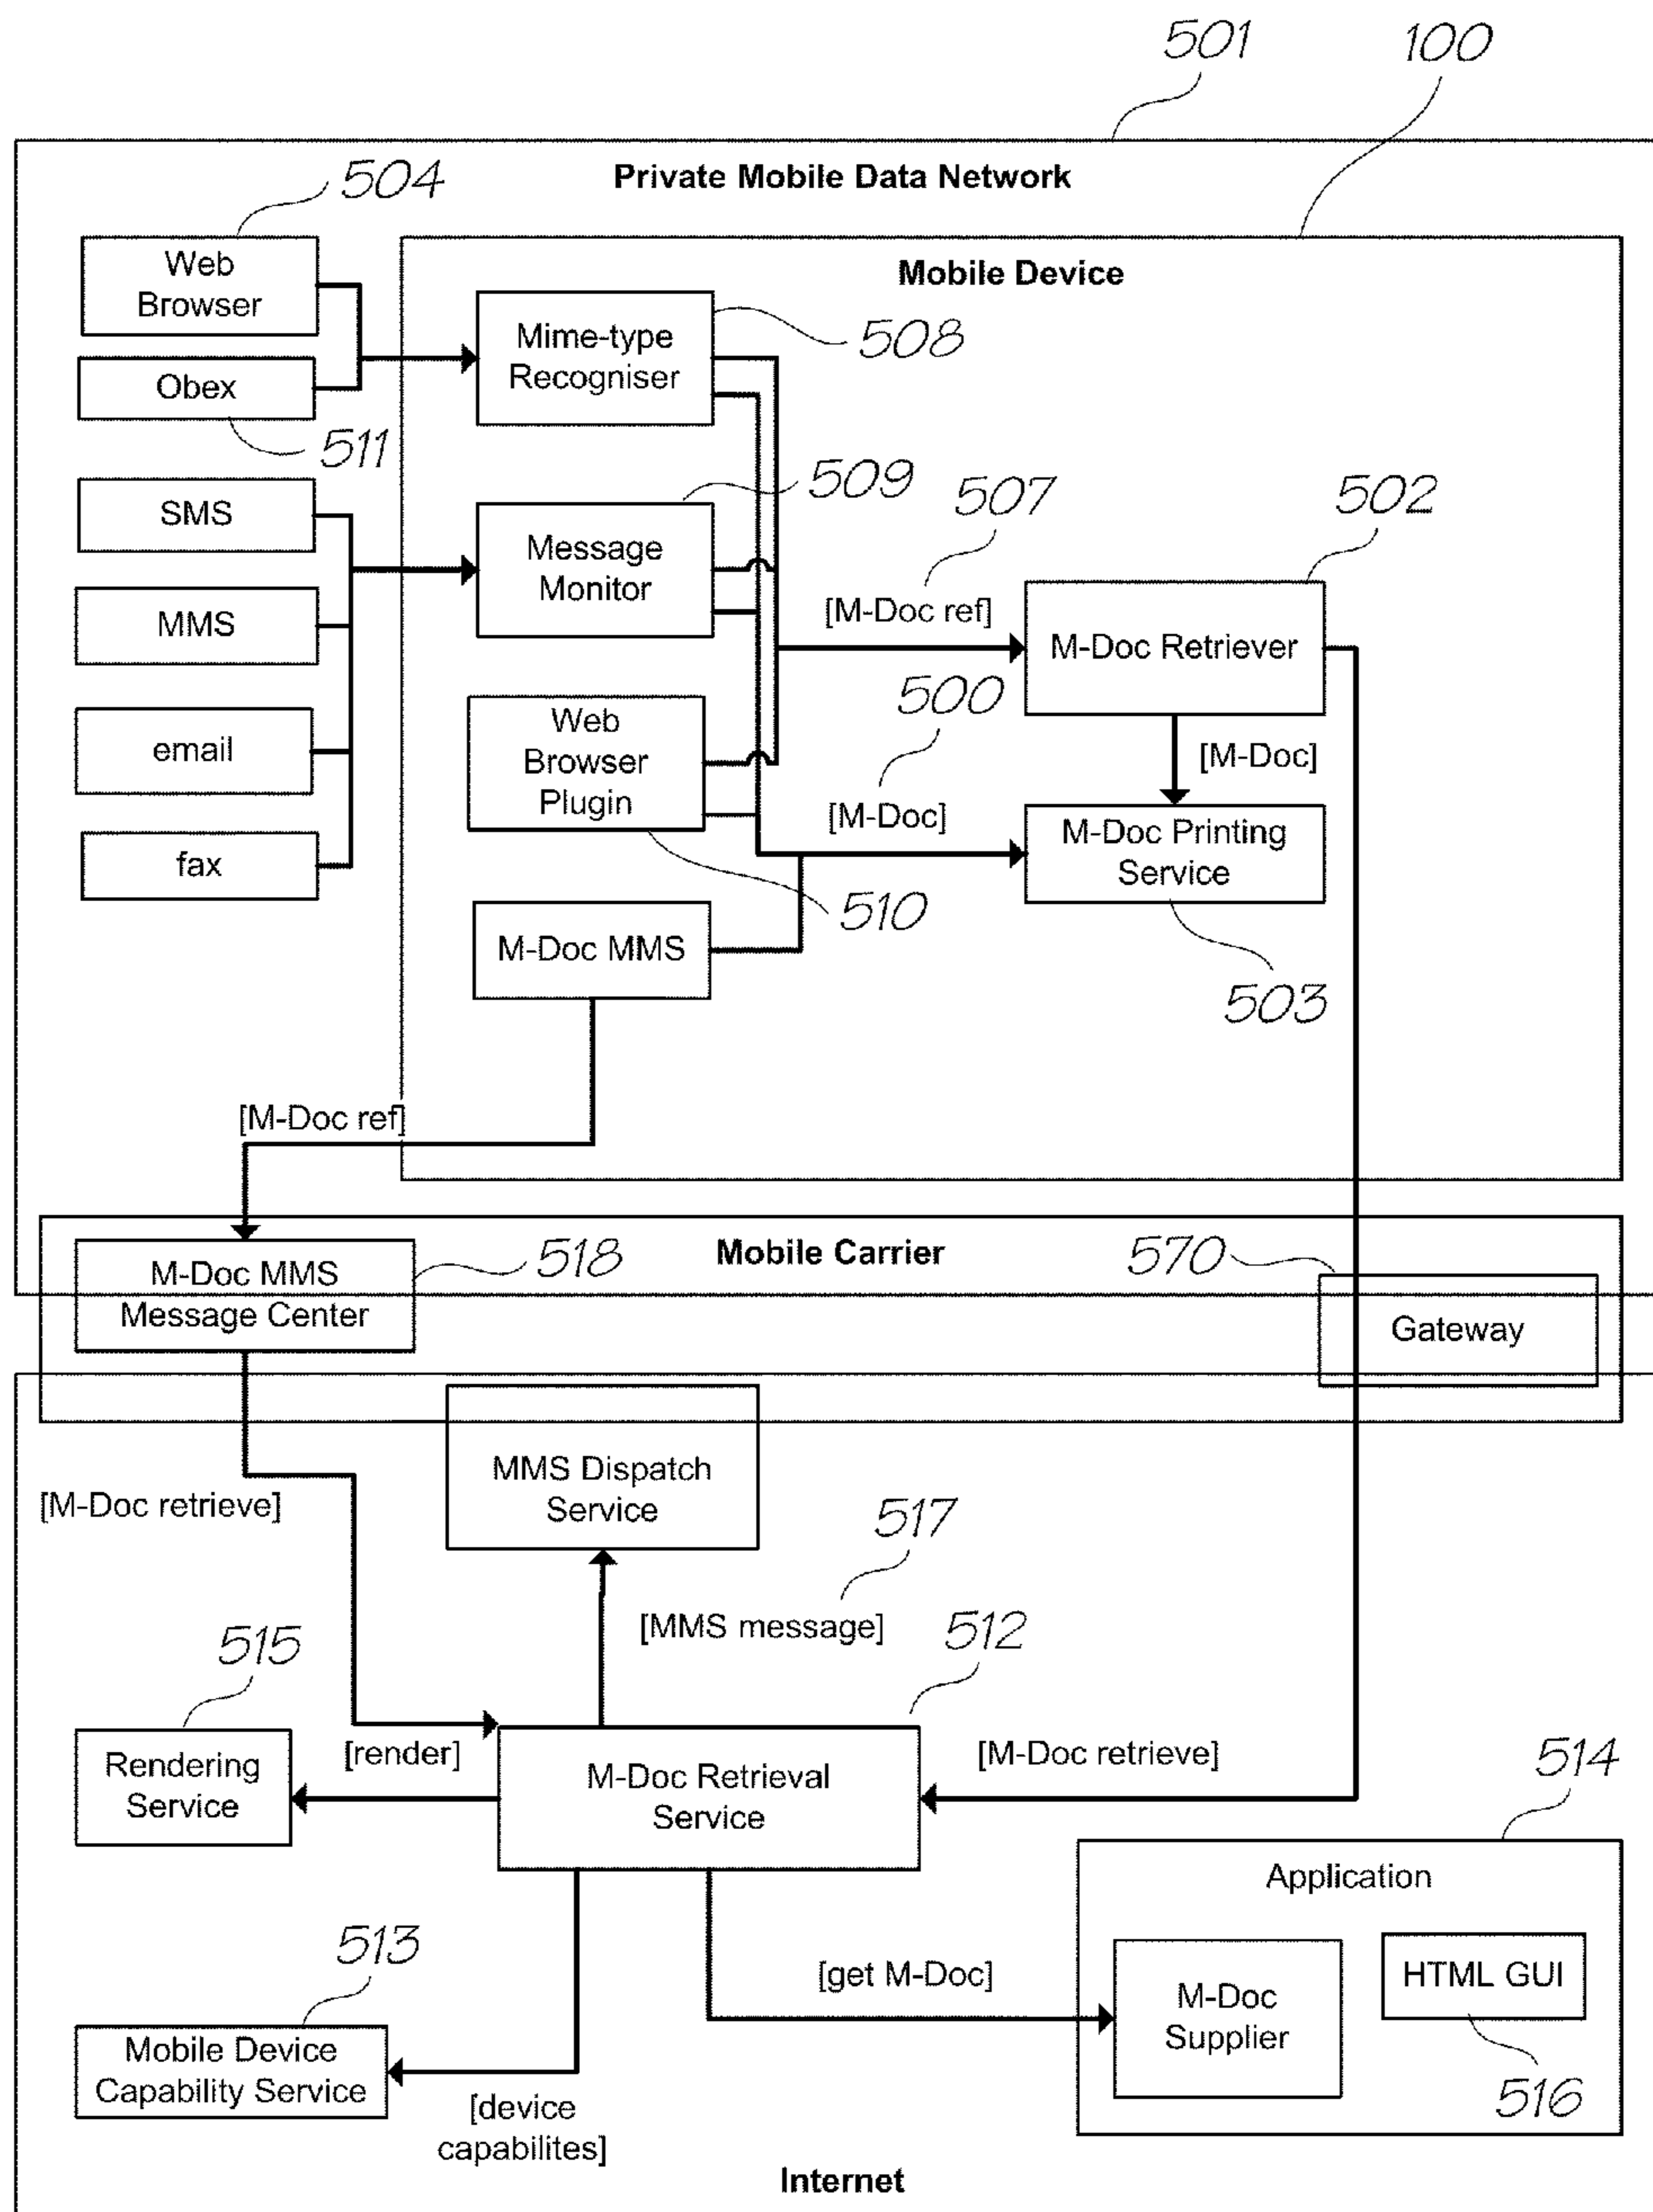 501
100
Private Mobile Data Network
504
Web
Browser
Mobile Device
Mime-type
Recogniser
508
Obex
511
509
507
502
SMS
Message
Monitor
MMS
[M-Doc ref]
M-Doc Retriever
500
Web
Browser
Plugin
email
[M-Doc]
[M-Doc]
M-Doc Printing
Service
fax
510
M-Doc MMS
503
[M-Doc ref]
Mobile Carrier
570
M-Doc MMS
Message Center
518
Gateway
MMS Dispatch
Service
[M-Doc retrieve]
517
[MMS message]
512
515
[render]
[M-Doc retrieve]
514
Rendering
Service
M-Doc Retrieval
Service
Application
513
[get M-Doc]
HTML GUI
M-Doc
Supplier
Mobile Device
Capability Service
516
[device
capabilites]
Internet